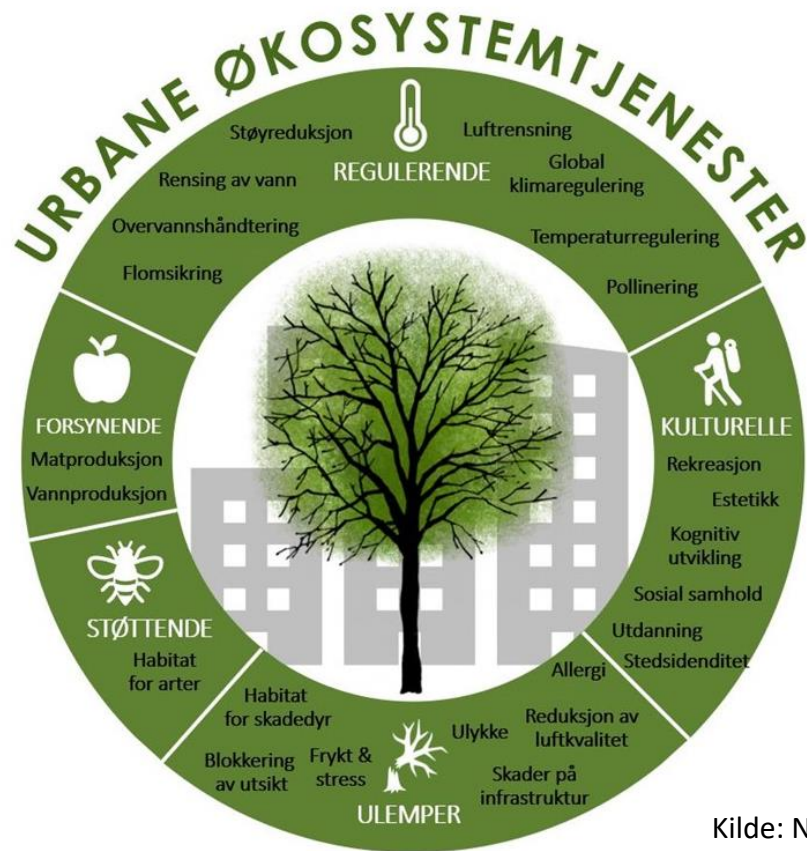 URBANE ØKOSYSTEMTJENESTER
Støyreduksjon
Luftrensning
REGULERENDE
Global
klimaregulering
Rensing av vann
Overvannshåndtering
Temperaturregulering
Flomsikring
Pollinering
FORSYNENDE
Matproduksjon
Vannproduksjon
KULTURELLE
Rekreasjon
Estetikk
Kognitiv
utvikling
Sosial samhold
Utdanning
Stedsidenditet
STØTTENDE
Habitat
for arter
Habitat
for skadedyr
Blokkering
av utsikt
Frykt &
stress
Ulykke
Allergi
Reduksjon av
luftkvalitet
Skader på
infrastruktur
ULEMPER
Kilde: N